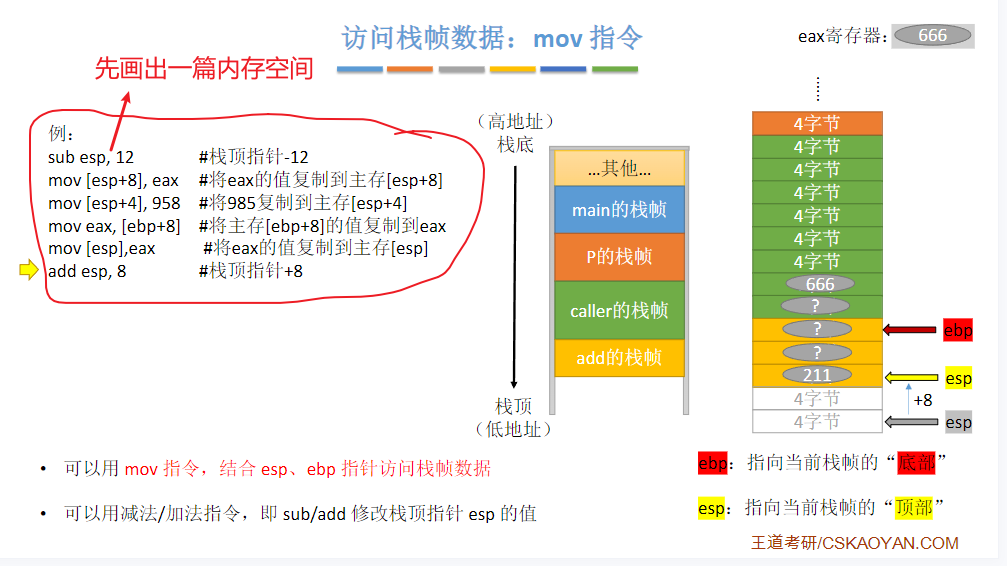 访问栈帧数据：mov 指令
eax寄存器：
666
先画出一篇内存空间
例：
sub esp, 12 #栈顶指针-12
mov [esp+8], eax #将eax的值复制到主存[esp+8]
mov [esp+4], 958 #将985复制到主存[esp+4]
mov eax, [ebp+8] #将主存[ebp+8]的值复制到eax
mov [esp],eax #将eax的值复制到主存[esp]
add esp, 8 #栈顶指针+8
（高地址）
栈底
...其他...
main的栈帧
P的栈帧
caller的栈帧
add的栈帧
栈顶
（低地址）
4字节
4字节
4字节
4字节
4字节
4字节
4字节
666
?
?
ebp
?
211
esp
4字节
+8
4字节
esp
• 可以用 mov 指令，结合 esp、ebp 指针访问栈帧数据
• 可以用减法/加法指令，即 sub/add 修改栈顶指针 esp 的值
ebp：指向当前栈帧的“底部”
esp：指向当前栈帧的“顶部”
王道考研/CSKAOYAN.COM